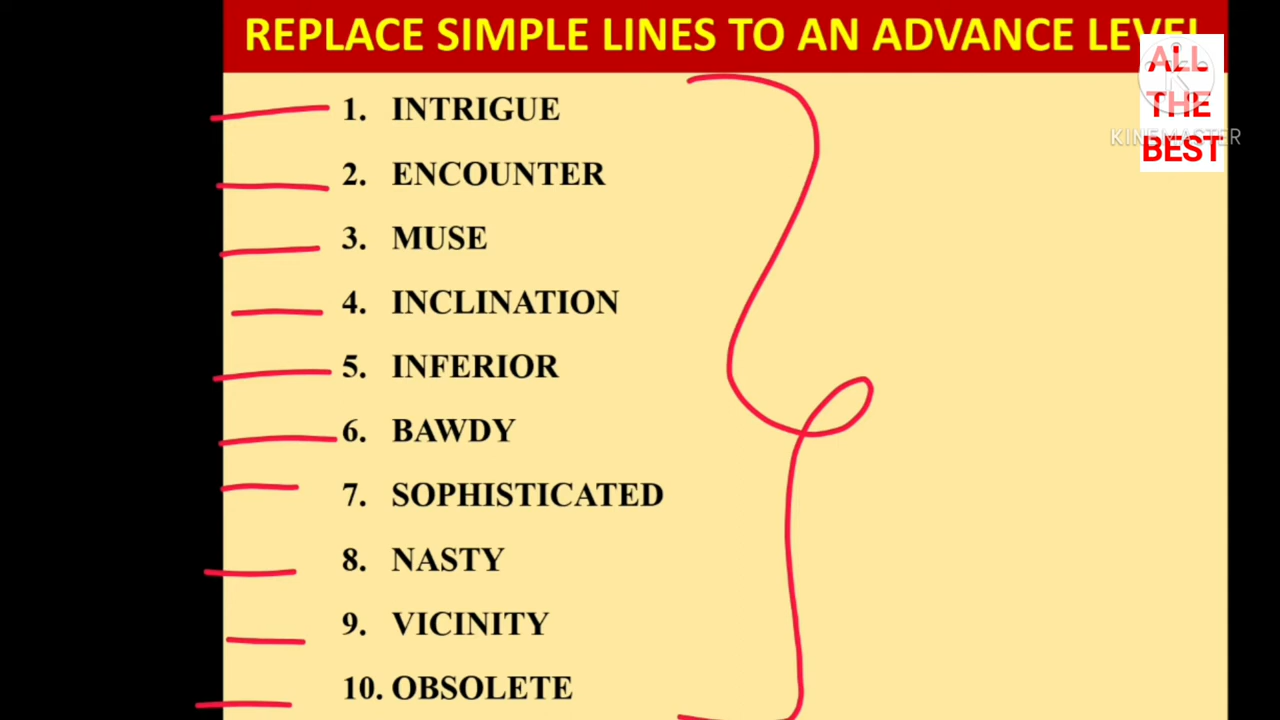 REPLACE SIMPLE LINES TO AN ADVANCE LEVEL
ALL
THE
BEST
KINEMASTER
1. INTRIGUE
2. ENCOUNTER
3. MUSE
4. INCLINATION
5. INFERIOR
6. BAWDY
7. SOPHISTICATED
8. NASTY
9. VICINITY
10. OBSOLETE